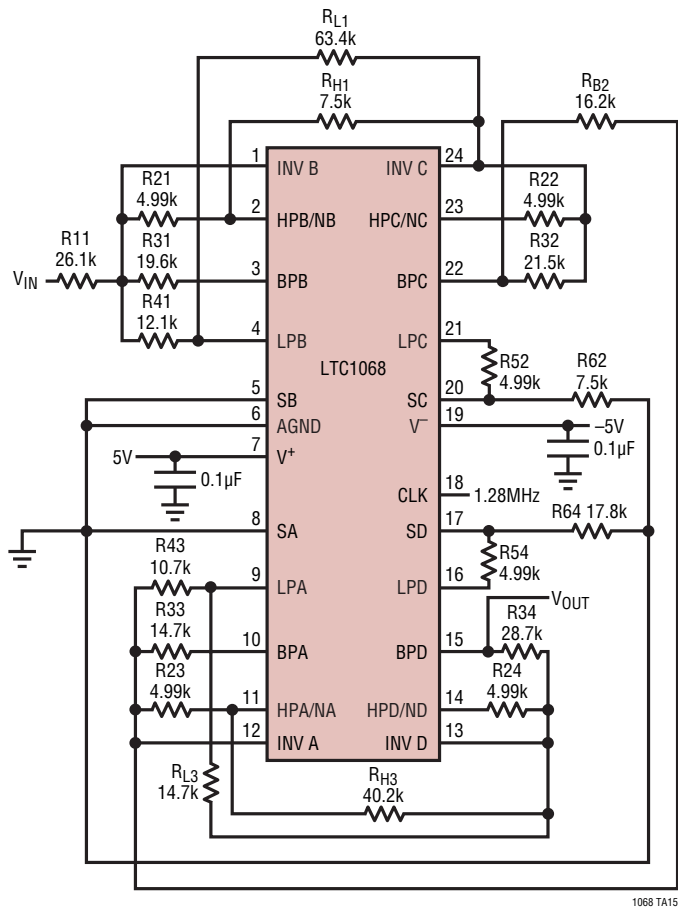 RL1
63.4k
RH1
7.5k
RB2
16.2k
1
INV B
INV C
24
R21
4.99k
2
HPB/NB
HPC/NC
23
R22
4.99k
R11
26.1k
VIN
R31
19.6k
3
BPB
BPC
22
R32
21.5k
R41
12.1k
4
LPB
LPC
21
LTC1068
R52
4.99k
R62
7.5k
5
SB
SC
20
6
AGND
V–
19
–5V
0.1µF
5V
7
V+
0.1µF
CLK
18
1.28MHz
8
SA
SD
17
R64 17.8k
R43
10.7k
9
LPA
LPD
16
R54
4.99k
VOUT
R33
14.7k
10
BPA
BPD
15
R34
28.7k
R23
4.99k
11
HPA/NA
HPD/ND
14
R24
4.99k
12
INV A
INV D
13
RL3
14.7k
RH3
40.2k
1068 TA15